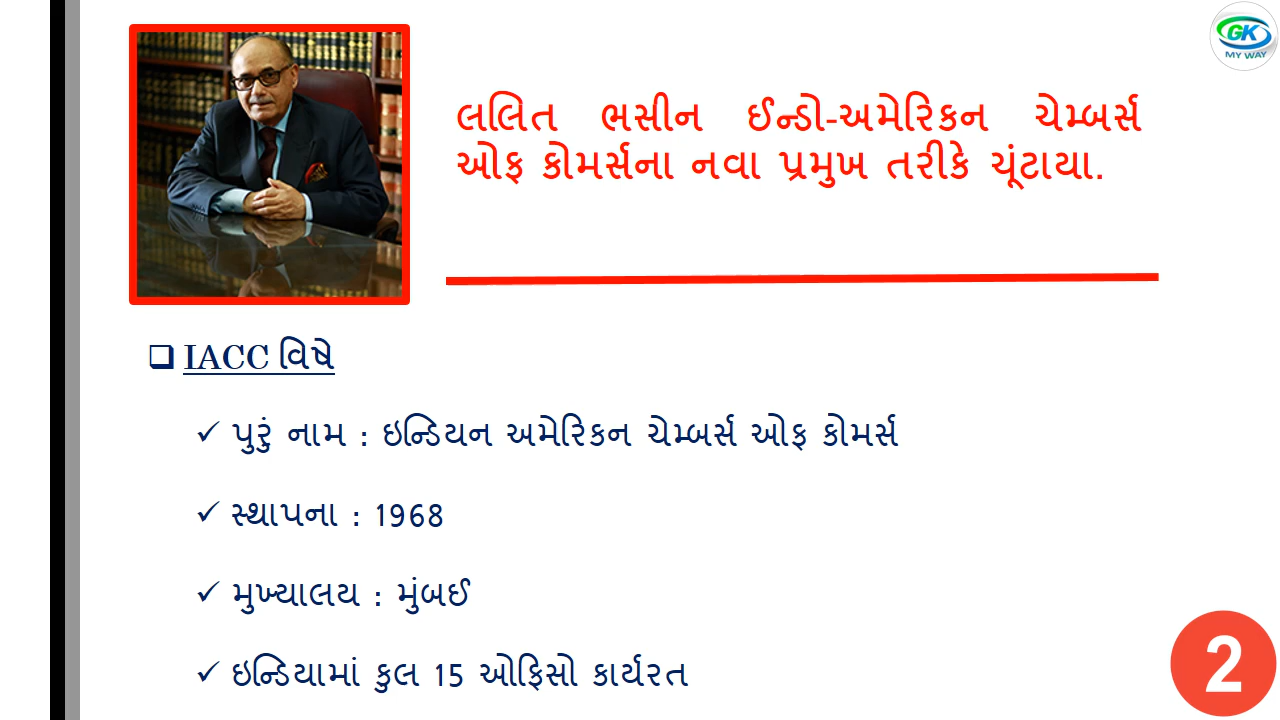 GK
MY WAY
લલિત ભસીન ઈન્ડો-અમેરિકન ચેમ્બર્સ
ઓફ કોમર્સના નવા પ્રમુખ તરીકે ચૂંટાયા.
IACC વિષે
પુરું નામ : ઇન્ડિયન અમેરિકન ચેમ્બર્સ ઓફ કોમર્સ
સ્થાપના : 1968
મુખ્યાલય : મુંબઈ
ઇન્ડિયામાં કુલ 15 ઓફિસો કાર્યરત
2